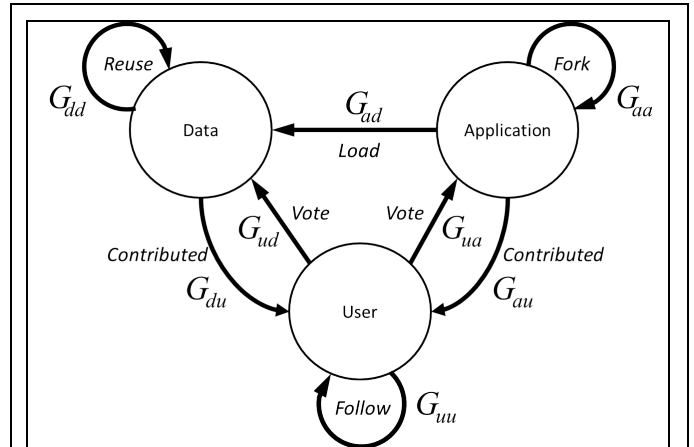 Reuse
Fork
G_dd
G_ad
G_aa
Data
Application
Load
Vote
Vote
G_ud
G_ua
Contributed
Contributed
G_du
G_au
User
Follow
G_uu